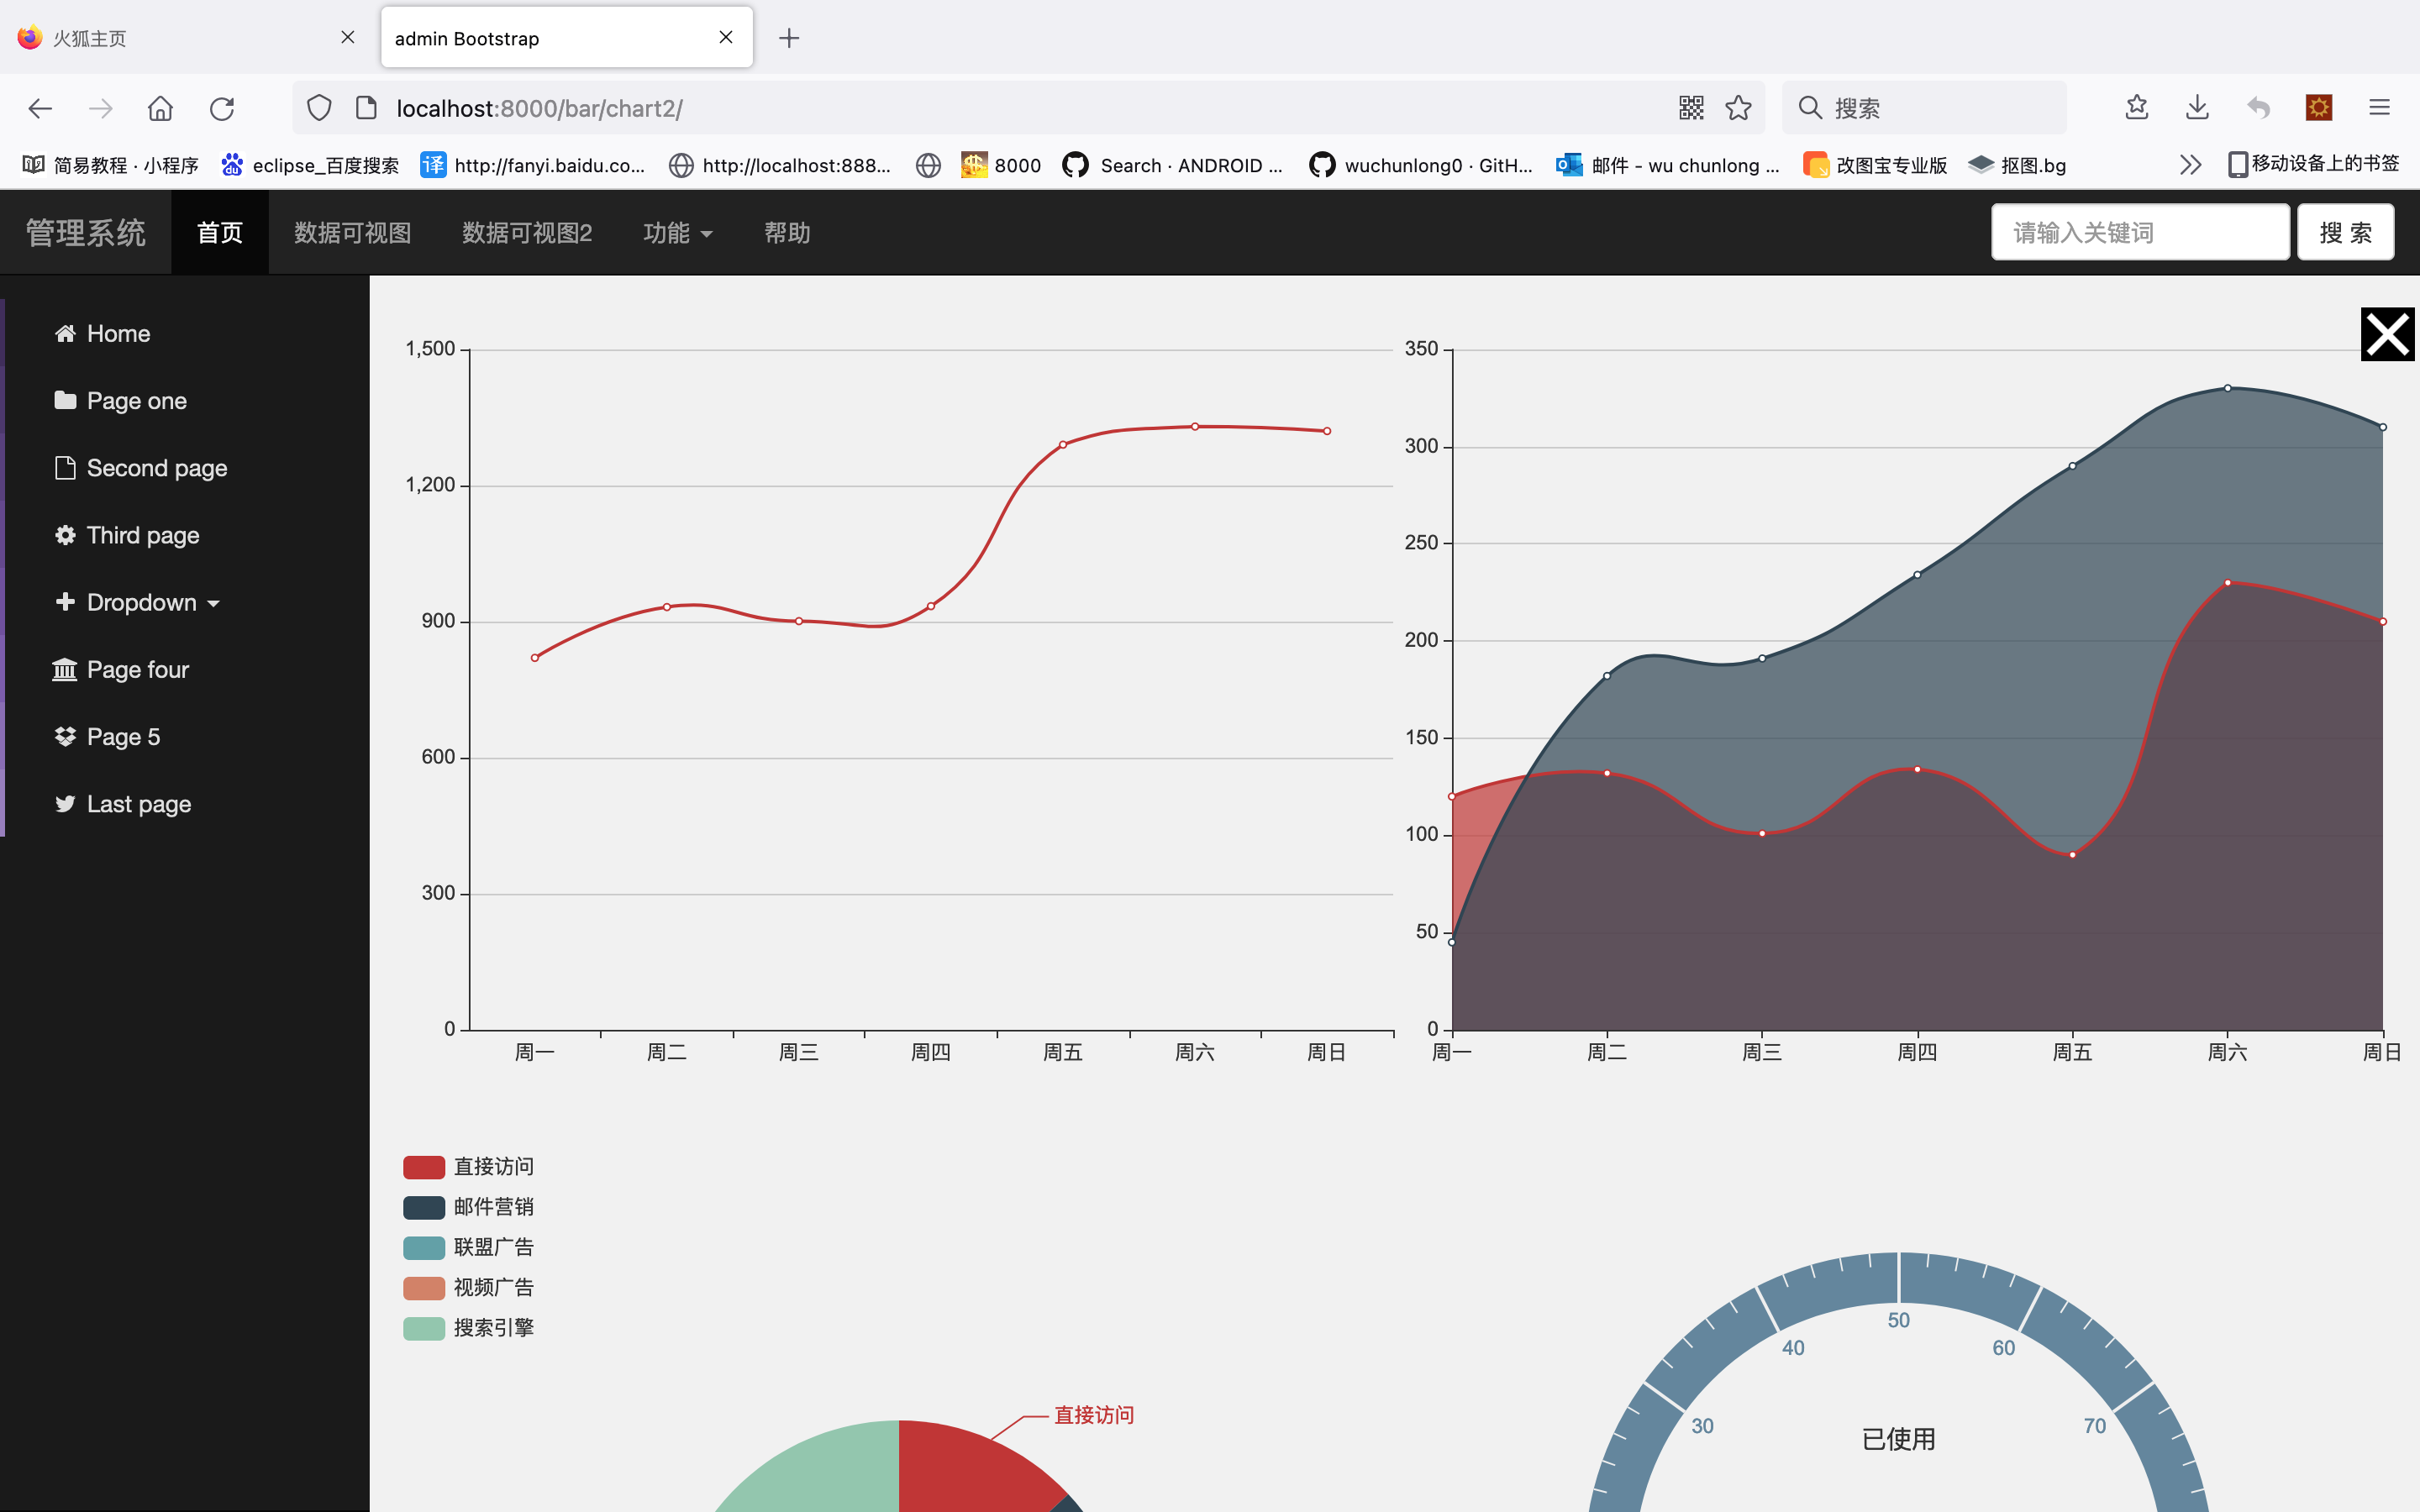 火狐主页
admin Bootstrap
localhost:8000/bar/chart2/
搜索
简易教程 · 小程序
eclipse_百度搜索
译
http://fanyi.baidu.co...
http://localhost:888...
8000
Search · ANDROID ...
wuchunlong0 · GitH...
邮件 - wu chunlong ...
改图宝专业版
抠图.bg
移动设备上的书签
管理系统
首页
数据可视图
数据可视图2
功能
帮助
请输入关键词
搜 索
Home
Page one
Second page
Third page
Dropdown
Page four
Page 5
Last page
1,500
1,200
900
600
300
0
周一 周二 周三 周四 周五 周六 周日
350
300
250
200
150
100
50
0
周一 周二 周三 周四 周五 周六 周日
直接访问
邮件营销
联盟广告
视频广告
搜索引擎
直接访问
30
40
50
60
70
已使用